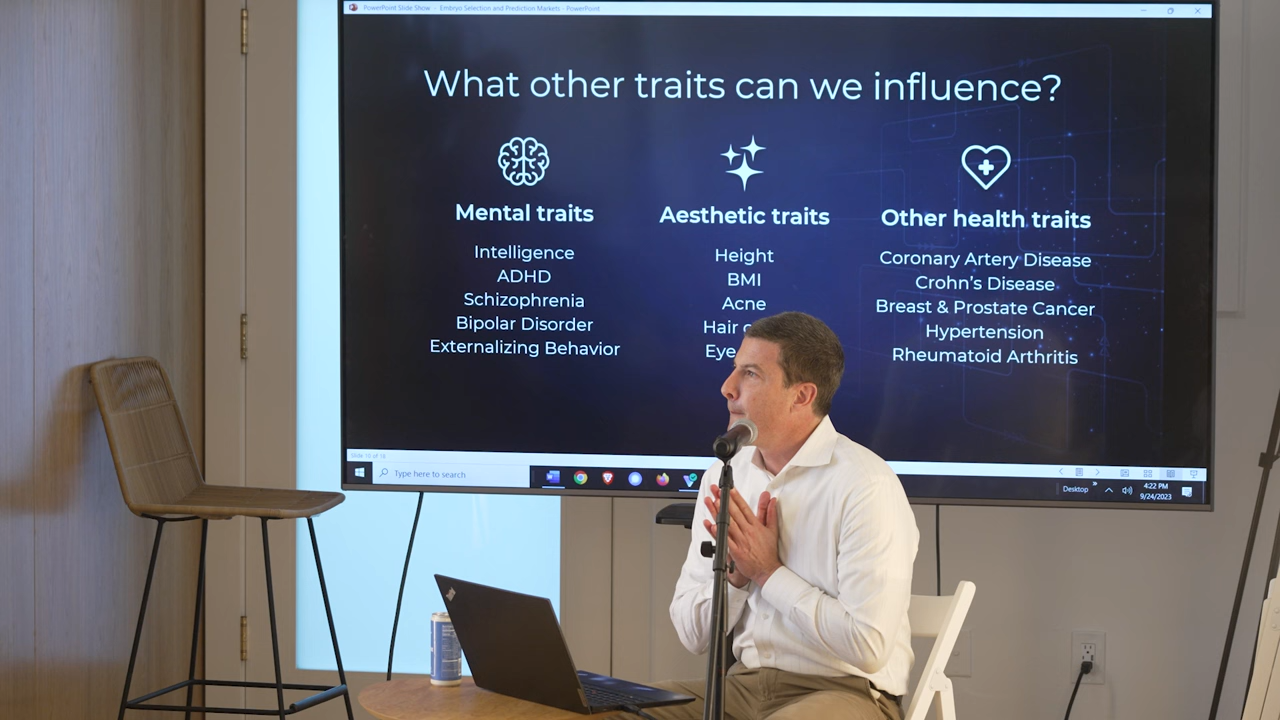 PowerPoint Slide Show - Embryo Selection and Prediction Markets - PowerPoint
What other traits can we influence?
Mental traits
Intelligence
ADHD
Schizophrenia
Bipolar Disorder
Externalizing Behavior
Aesthetic traits
Height
BMI
Acne
Hair
Eye
Other health traits
Coronary Artery Disease
Crohn's Disease
Breast & Prostate Cancer
Hypertension
Rheumatoid Arthritis
Type here to search
Desktop
4:22 PM
9/24/2023